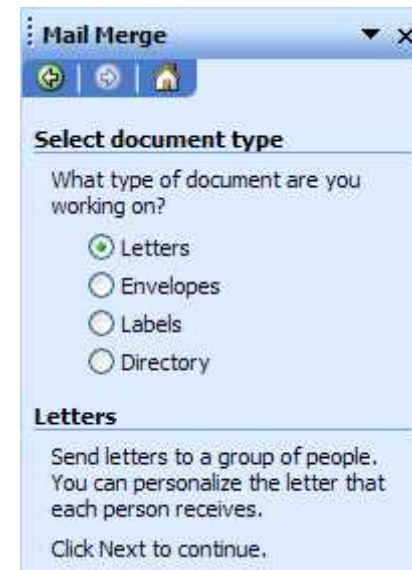 Mail Merge
Select document type
What type of document are you
working on?
Letters
Envelopes
Labels
Directory
Letters
Send letters to a group of people.
You can personalize the letter that
each person receives.
Click Next to continue.